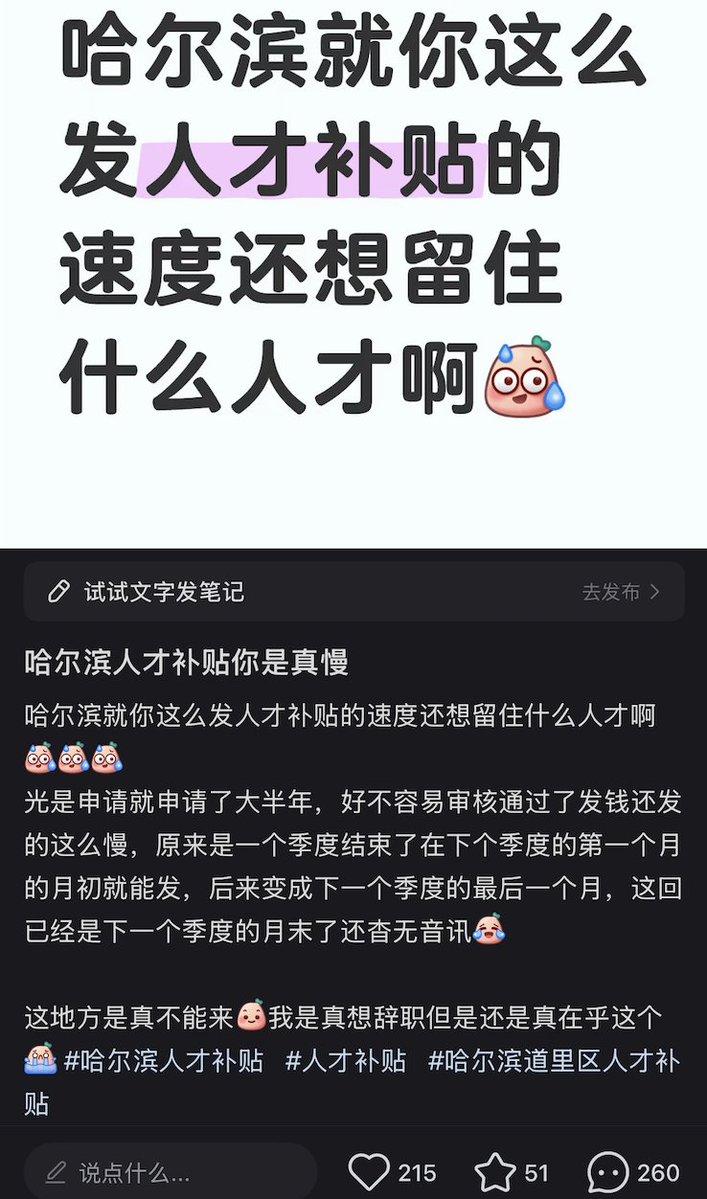 哈尔滨就你这么
发人才补贴的
速度还想留住
什么人才啊
试试文字发笔记
去发布
哈尔滨人才补贴你是真慢
哈尔滨就你这么发人才补贴的速度还想留住什么人才啊
光是申请就申请了大半年，好不容易审核通过了发钱还发
的这么慢，原来是一个季度结束了在下个季度的第一个月
的月初就能发，后来变成下一个季度的最后一个月，这回
已经是下一个季度的月末了还杳无音讯
这地方是真不能来我是真想辞职但是还是真在乎这个
#哈尔滨人才补贴 #人才补贴 #哈尔滨道里区人才补
贴
说点什么...
215
51
260